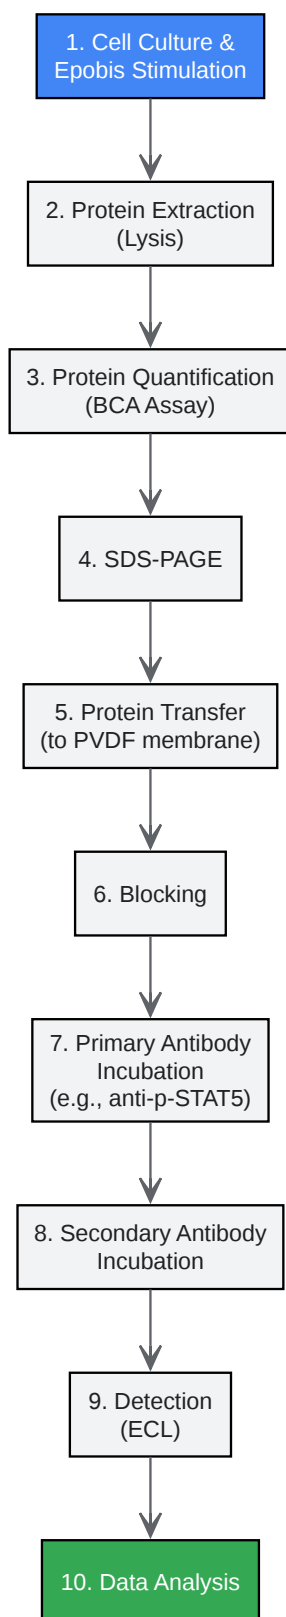 1. Cell Culture &
Epobis Stimulation
2. Protein Extraction
(Lysis)
3. Protein Quantification
(BCA Assay)
4. SDS-PAGE
5. Protein Transfer
(to PVDF membrane)
6. Blocking
7. Primary Antibody
Incubation
(e.g., anti-p-STAT5)
8. Secondary Antibody
Incubation
9. Detection
(ECL)
10. Data Analysis